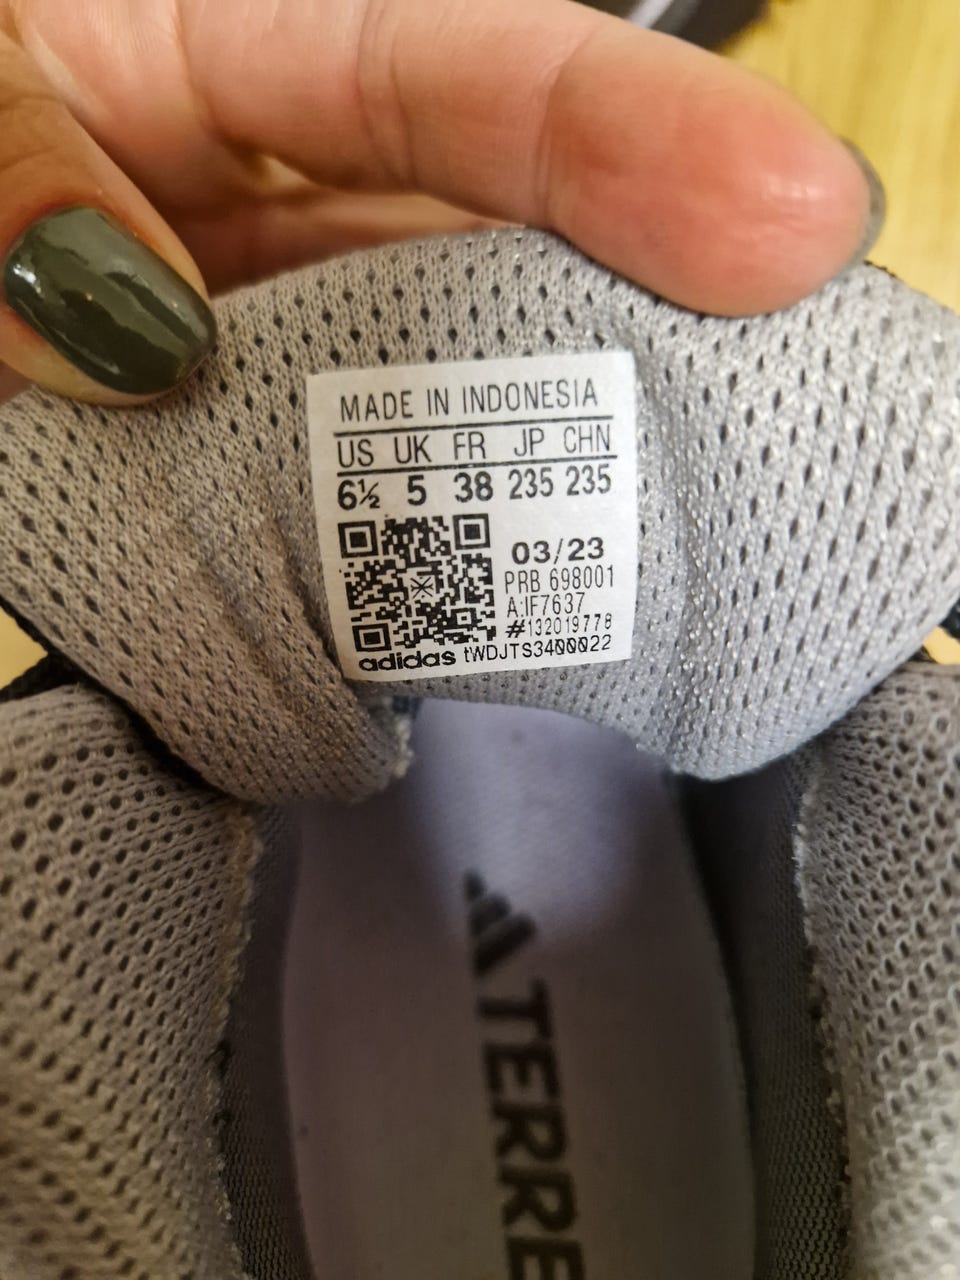 MADE IN INDONESIA
US UK FR JP CHN
6½ 5 38 235 235
03/23
PRB 698001
A:IF7637
#132019778
adidas tWDJTS3400022
TERRE